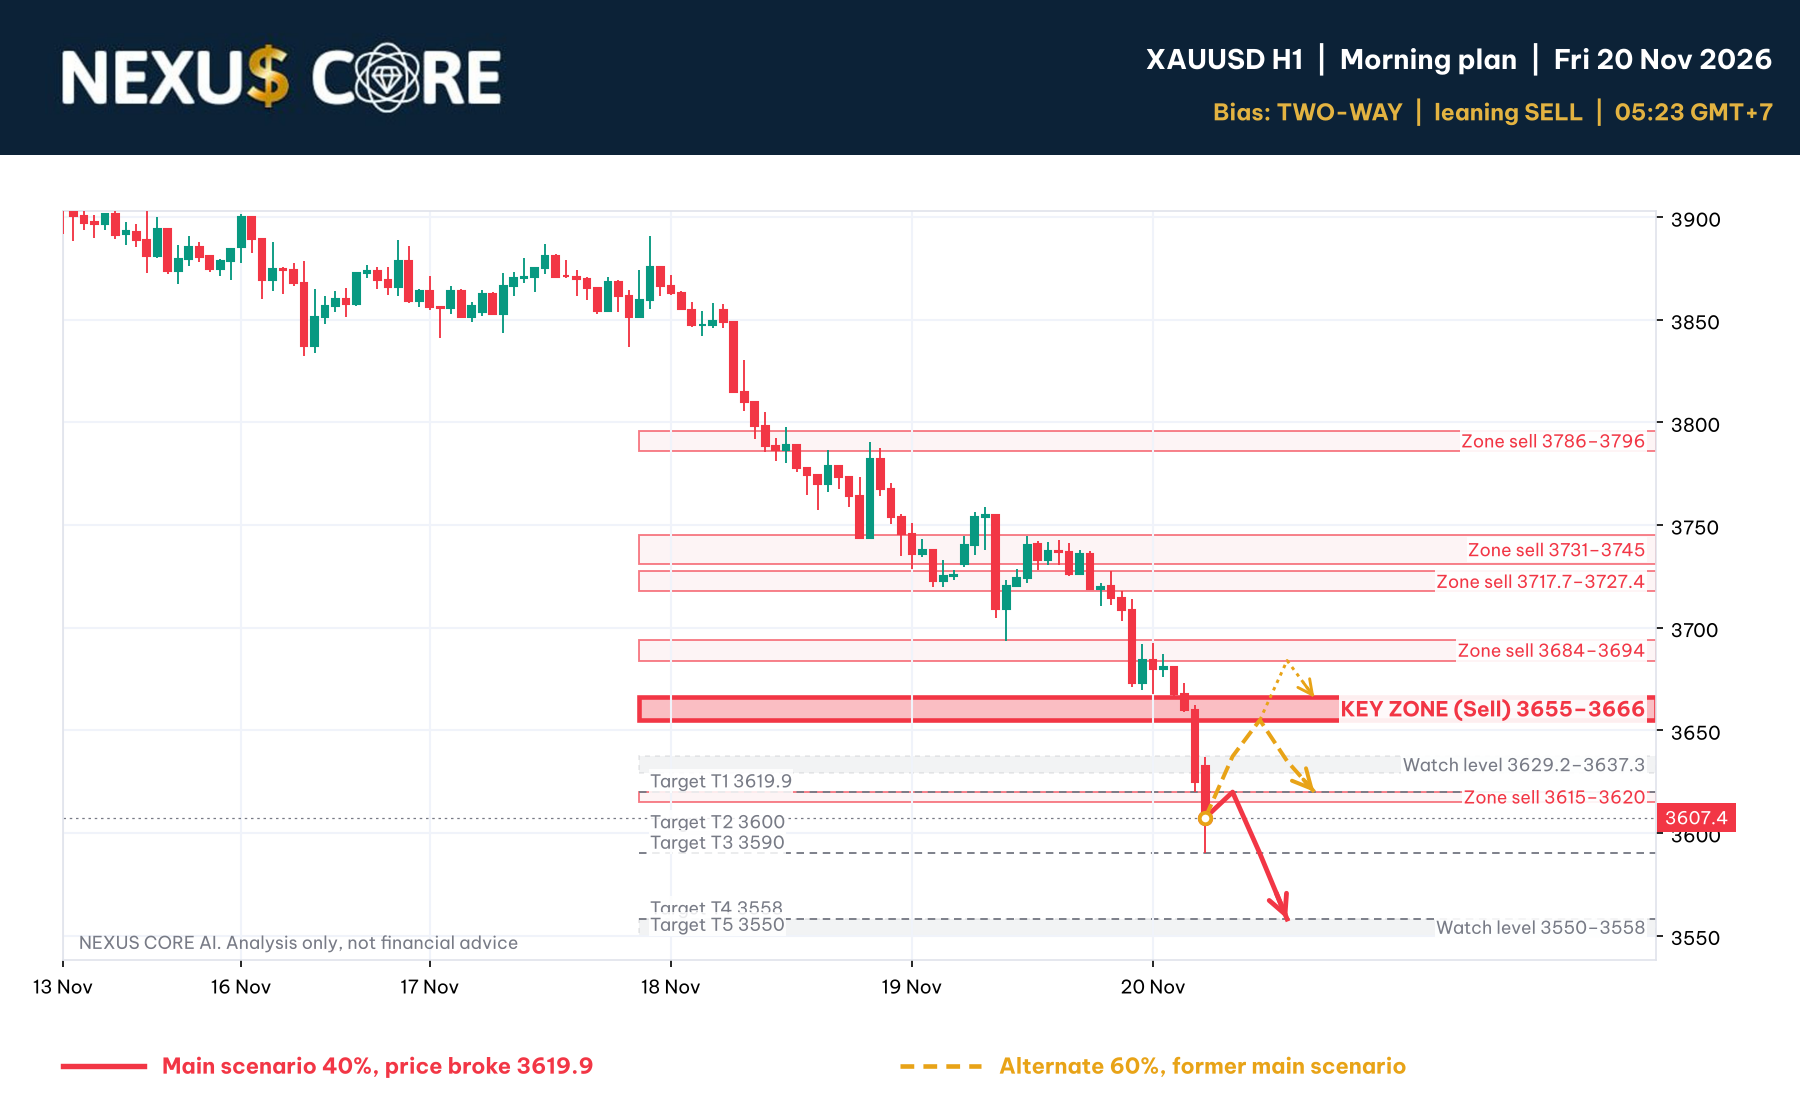 NEXU$ CORE
XAUUSD H1 | Morning plan | Fri 20 Nov 2026
Bias: TWO-WAY | leaning SELL | 05:23 GMT+7
3900
3850
3800
Zone sell 3786–3796
3750
Zone sell 3731–3745
Zone sell 3717.7–3727.4
3700
Zone sell 3684–3694
KEY ZONE (Sell) 3655–3666
3650
Watch level 3629.2–3637.3
Target T1 3619.9
Zone sell 3615–3620
3607.4
Target T2 3600
3600
Target T3 3590
Target T4 3558
Target T5 3550
Watch level 3550–3558
3550
NEXUS CORE AI. Analysis only, not financial advice
13 Nov
16 Nov
17 Nov
18 Nov
19 Nov
20 Nov
Main scenario 40%, price broke 3619.9
Alternate 60%, former main scenario